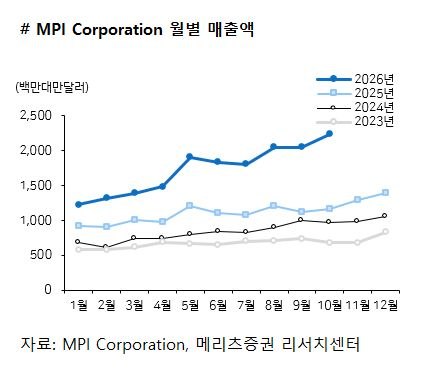 # MPI Corporation 월별 매출액
(백만대만달러)
2026년
2025년
2024년
2023년
2,500
2,000
1,500
1,000
500
0
1월 2월 3월 4월 5월 6월 7월 8월 9월 10월 11월 12월
자료: MPI Corporation, 메리츠증권 리서치센터